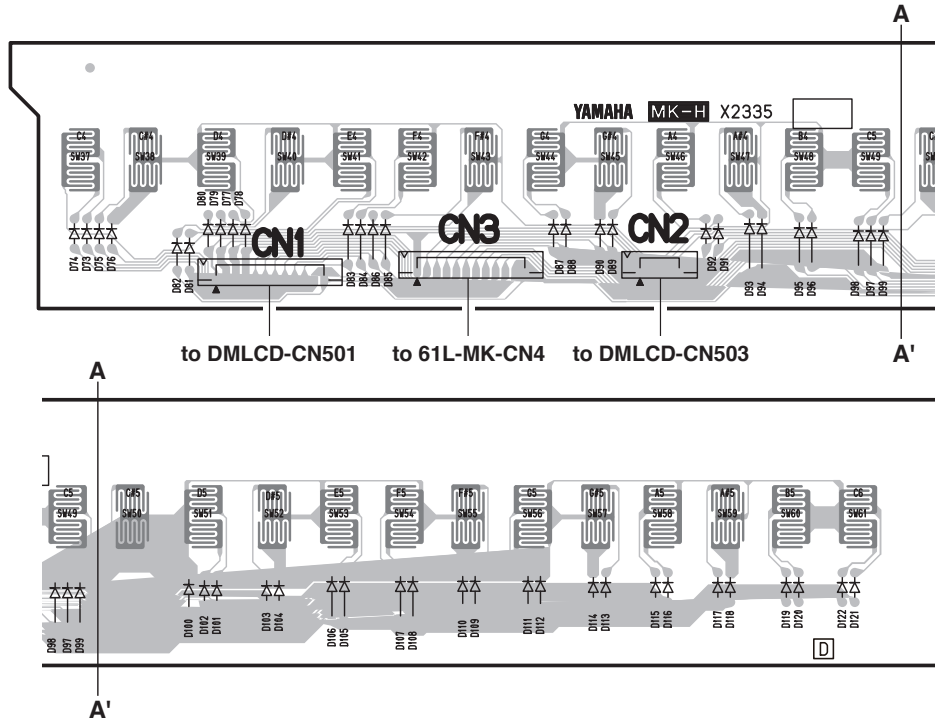 A
YAMAHA MK-H X2335
C4 C#4 D4 D#4 E4 F4 F#4 G4 G#4 A4 A#4 B4 C5
SW37 SW38 SW39 SW40 SW41 SW42 SW43 SW44 SW45 SW46 SW47 SW48 SW49
D80 D79 D77 D78
CN1 CN3 CN2
D74 D73 D75 D76 D82 D81 D83 D84 D86 D85 D87 D88 D90 D89 D92 D91 D93 D94 D95 D96 D98 D97 D99
to DMLCD-CN501 to 61L-MK-CN4 to DMLCD-CN503
A'
A
C5 C#5 D5 D#5 E5 F5 F#5 G5 G#5 A5 A#5 B5 C6
SW49 SW50 SW51 SW52 SW53 SW54 SW55 SW56 SW57 SW58 SW59 SW60 SW61
D98 D97 D99 D100 D102 D101 D103 D104 D106 D105 D107 D108 D110 D109 D111 D112 D114 D113 D115 D116 D117 D118 D119 D120 D122 D121
D
A'